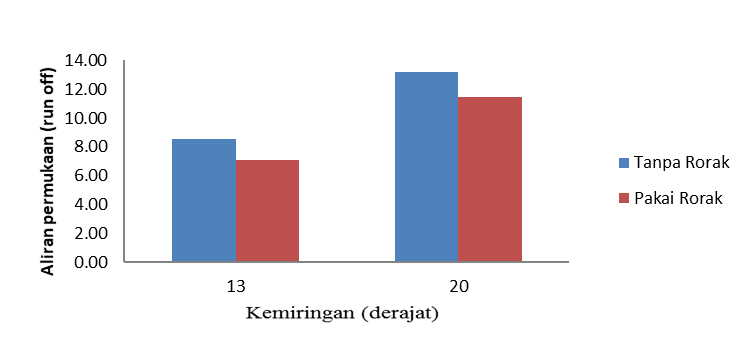 Aliran permukaan (run off)
14.00
12.00
10.00
8.00
6.00
4.00
2.00
0.00
13 20
Kemiringan (derajat)
Tanpa Rorak
Pakai Rorak